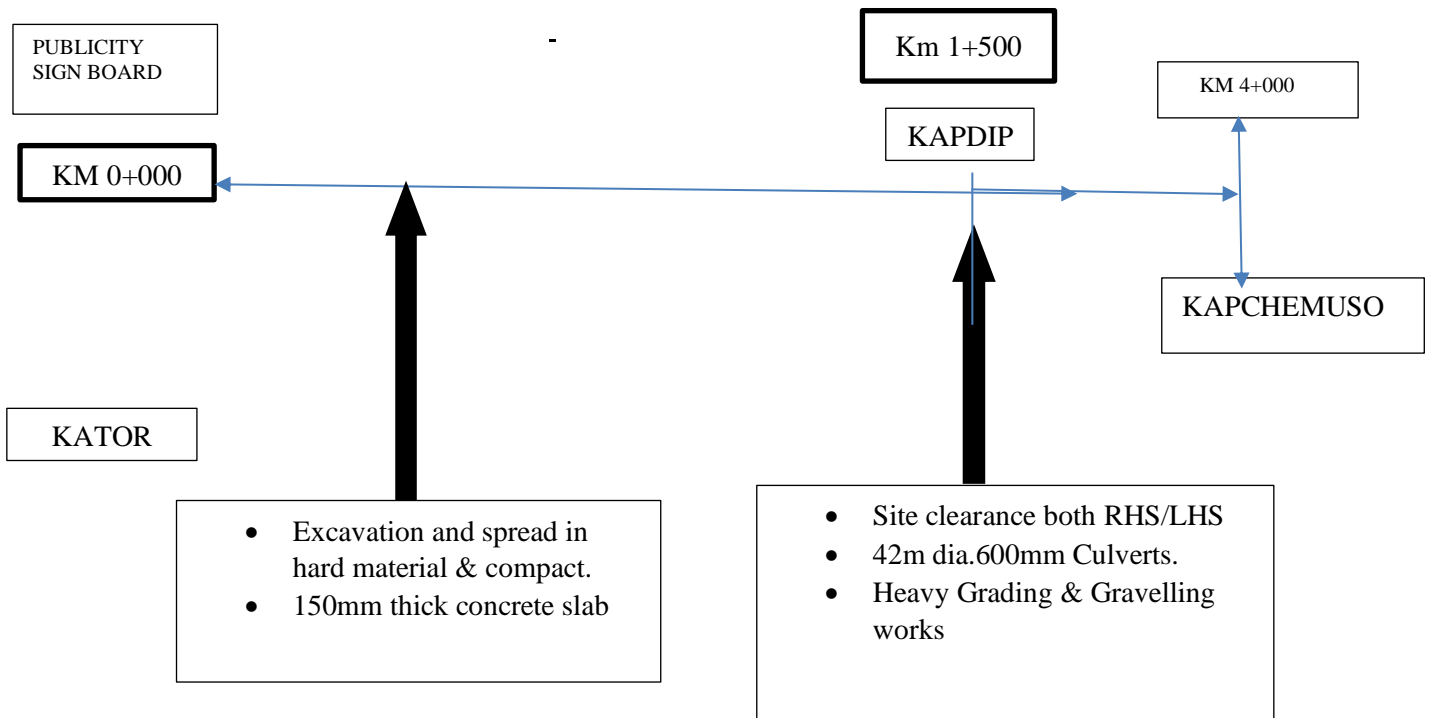 PUBLICITY
SIGN BOARD
-
Km 1+500
KM 4+000
KAPDIP
KM 0+000
KAPCHEMUSO
KATOR
• Excavation and spread in
hard material & compact.
• 150mm thick concrete slab
• Site clearance both RHS/LHS
• 42m dia.600mm Culverts.
• Heavy Grading & Gravelling
works